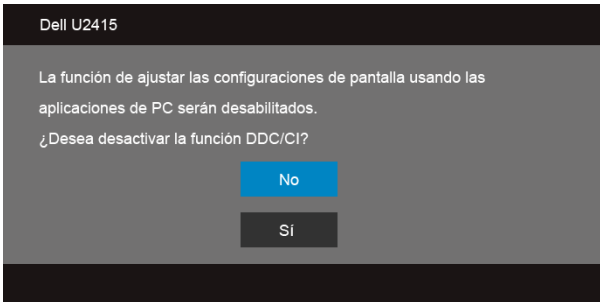 Dell U2415
La función de ajustar las configuraciones de pantalla usando las
aplicaciones de PC serán desabilitados.
¿Desea desactivar la función DDC/CI?
No
Sí